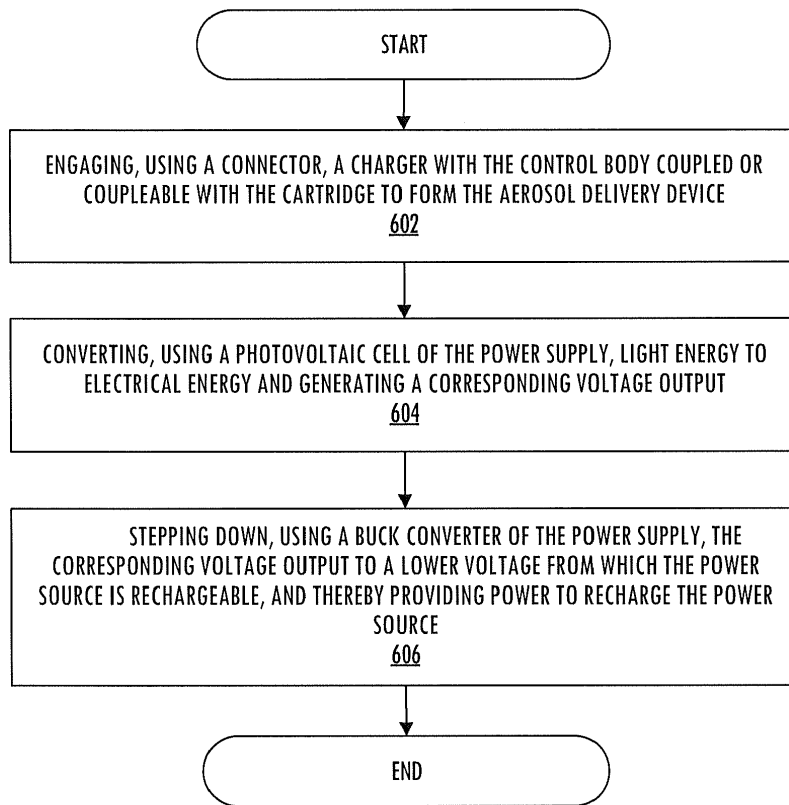 START
ENGAGING, USING A CONNECTOR, A CHARGER WITH THE CONTROL BODY COUPLED OR
COUPLEABLE WITH THE CARTRIDGE TO FORM THE AEROSOL DELIVERY DEVICE
602
CONVERTING, USING A PHOTOVOLTAIC CELL OF THE POWER SUPPLY, LIGHT ENERGY TO
ELECTRICAL ENERGY AND GENERATING A CORRESPONDING VOLTAGE OUTPUT
604
STEPPING DOWN, USING A BUCK CONVERTER OF THE POWER SUPPLY, THE
CORRESPONDING VOLTAGE OUTPUT TO A LOWER VOLTAGE FROM WHICH THE POWER
SOURCE IS RECHARGEABLE, AND THEREBY PROVIDING POWER TO RECHARGE THE POWER
SOURCE
606
END